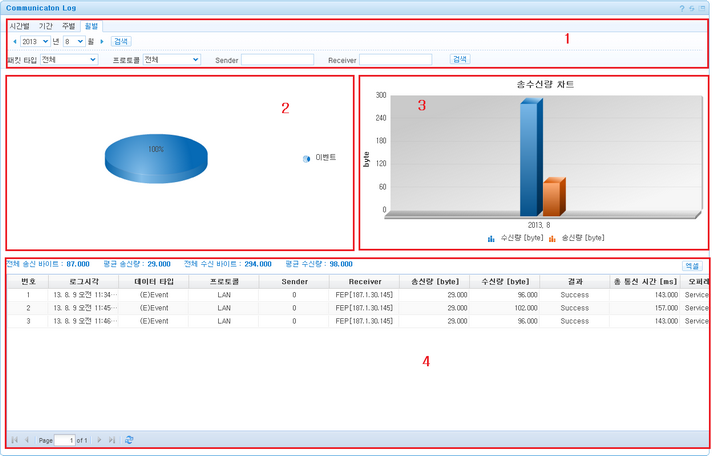 Communicaton Log
시간별 기간 주별 월별
2013 년 8 월 검색
1
패킷 타입 전체 프로토콜 전체 Sender Receiver 검색
2
100%
이벤트
송수신량 차트
3
300
240
180
120
60
0
byte
2013. 8
수신량 [byte] 송신량 [byte]
전체 송신 바이트 : 87.000 평균 송신량 : 29.000 전체 수신 바이트 : 294.000 평균 수신량 : 98.000 엑셀
번호 로그시각 데이터 타입 프로토콜 Sender Receiver 송신량 [byte] 수신량 [byte] 결과 총 통신 시간 [ms] 오퍼레
1 13. 8. 9 오전 11:34… (E)Event LAN 0 FEP[187.1.30.145] 29.000 96.000 Success 143.000 Service
2 13. 8. 9 오전 11:45… (E)Event LAN 0 FEP[187.1.30.145] 29.000 102.000 Success 157.000 Service
3 13. 8. 9 오전 11:46… (E)Event LAN 0 FEP[187.1.30.145] 29.000 96.000 Success 143.000 Service
4
Page 1 of 1